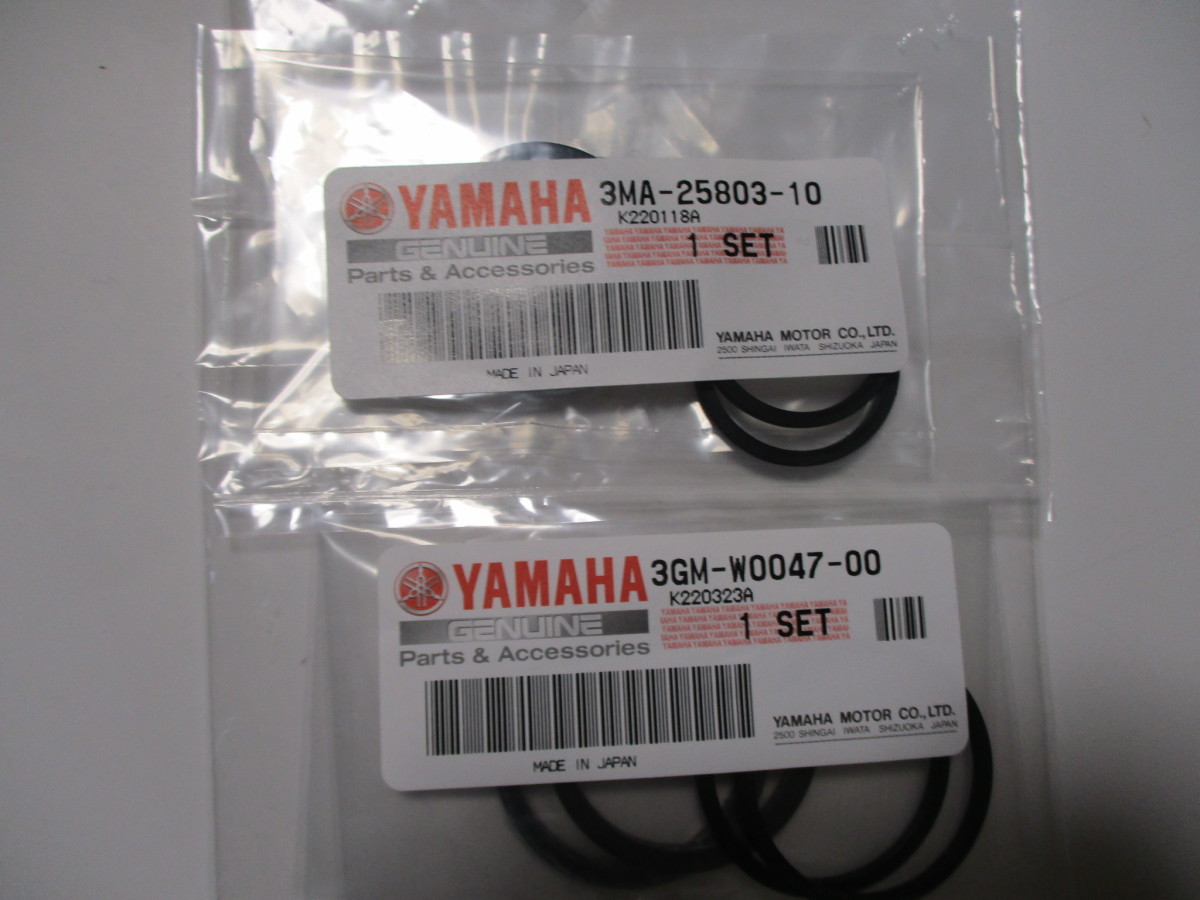 YAMAHA 3MA-25803-10
K220118A
GENUINE 1 SET
Parts & Accessories
YAMAHA MOTOR CO.,LTD.
2500 SHINGAI IWATA SHIZUOKA JAPAN
MADE IN JAPAN
YAMAHA 3GM-W0047-00
K220323A
GENUINE 1 SET
Parts & Accessories
YAMAHA MOTOR CO.,LTD.
2500 SHINGAI IWATA SHIZUOKA JAPAN
MADE IN JAPAN